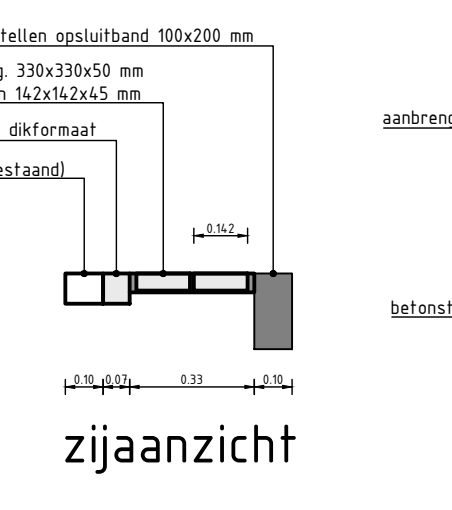 tellen opsluitband 100x200 mm
g. 330x330x50 mm
n 142x142x45 mm
dikformaat
estaand)
aanbreng
0.142
betonst
0.10 0.07 0.33 0.10
zijaanzicht